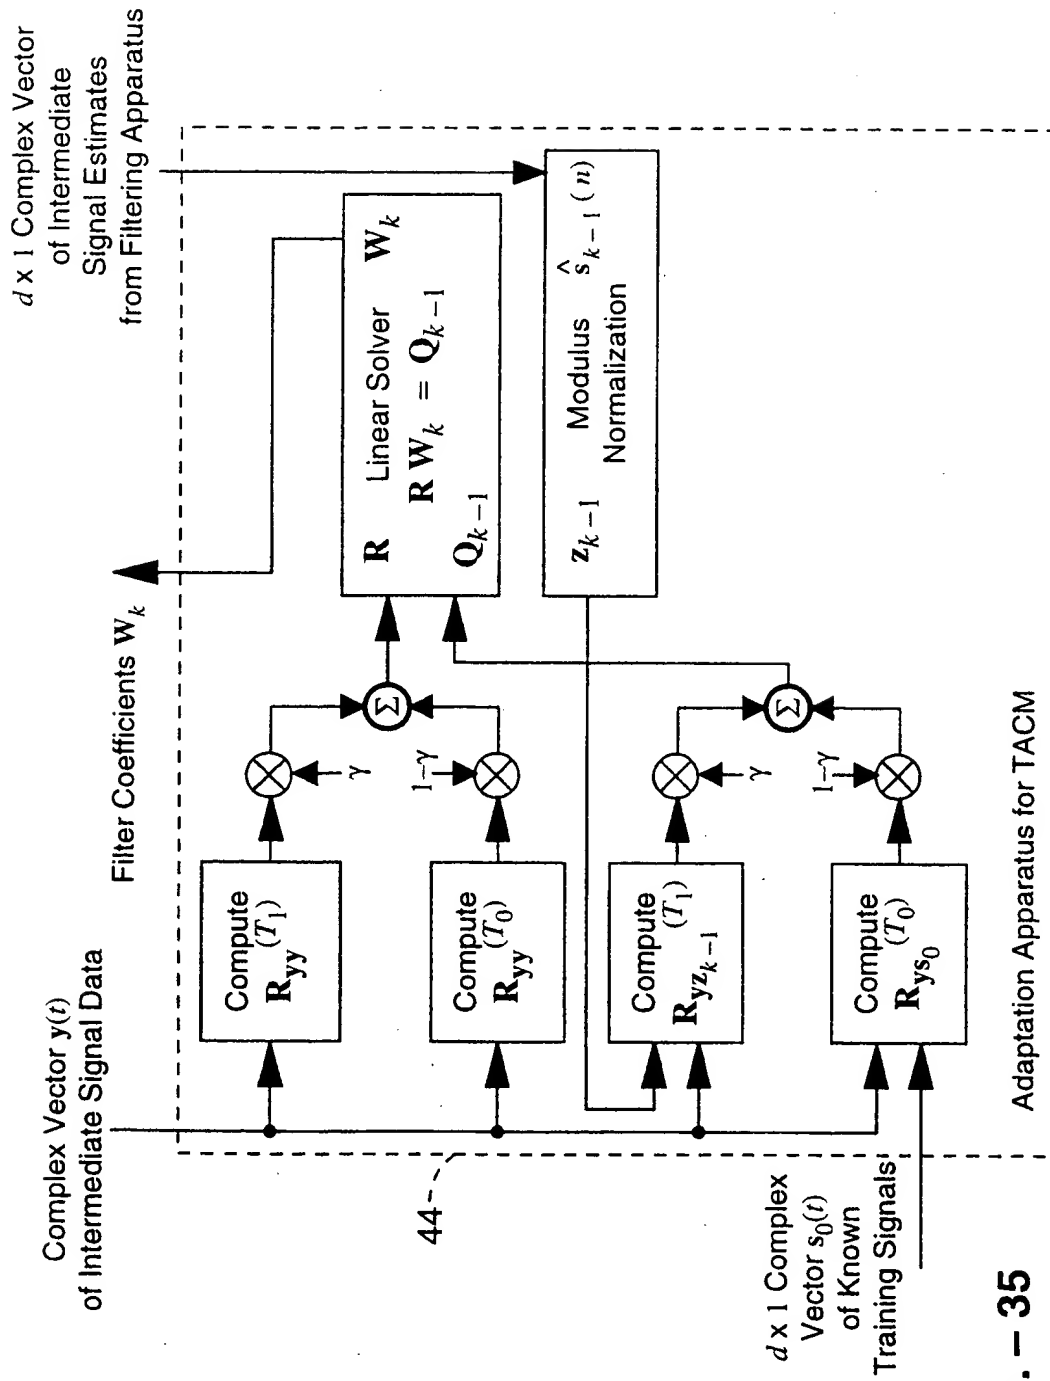 Complex Vector y(t)
of Intermediate Signal Data
Filter Coefficients W_k
d x 1 Complex Vector
of Intermediate
Signal Estimates
from Filtering Apparatus
44
Compute
R_yy^(T_1)
γ
Σ
Compute
R_yy^(T_0)
1−γ
R Linear Solver W_k
R W_k = Q_{k−1}
Q_{k−1}
z_{k−1} Modulus ŝ_{k−1}(n)
Normalization
Compute
R_{yz_{k−1}}^(T_1)
γ
Σ
Compute
R_{ys_0}^(T_0)
1−γ
d x 1 Complex
Vector s_0(t)
of Known
Training Signals
Adaptation Apparatus for TACM
. – 35